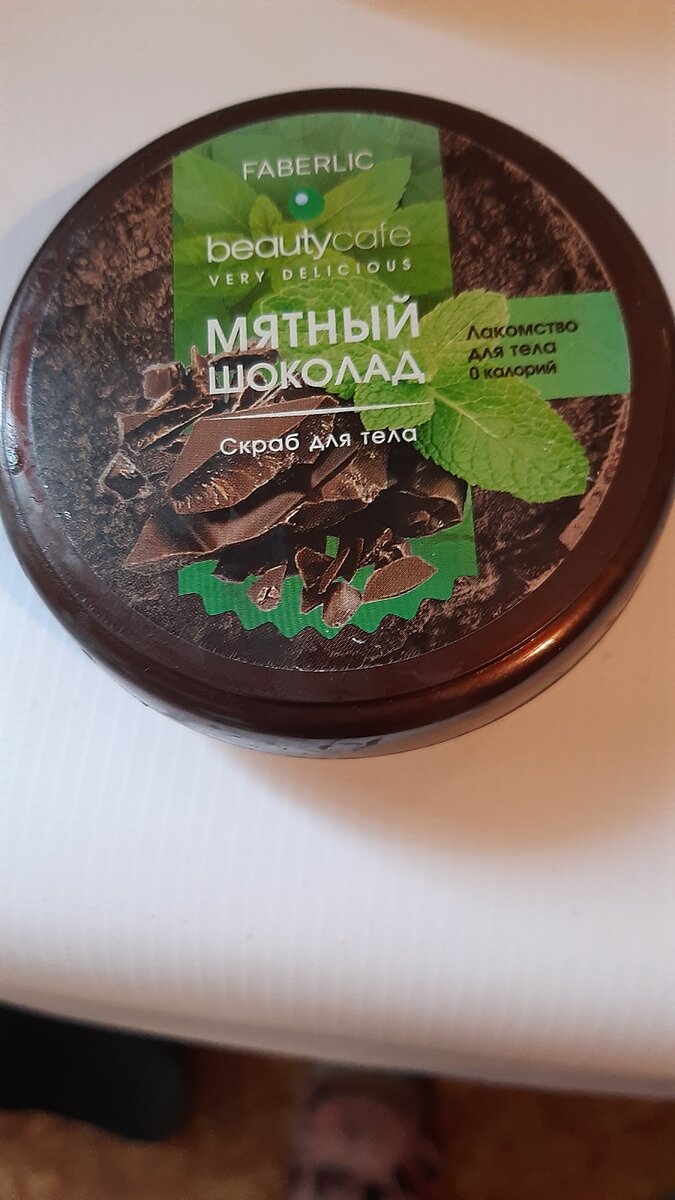 FABERLIC
beautycafe
VERY DELICIOUS
МЯТНЫЙ
ШОКОЛАД
Скраб для тела
Лакомство
для тела
0 калорий